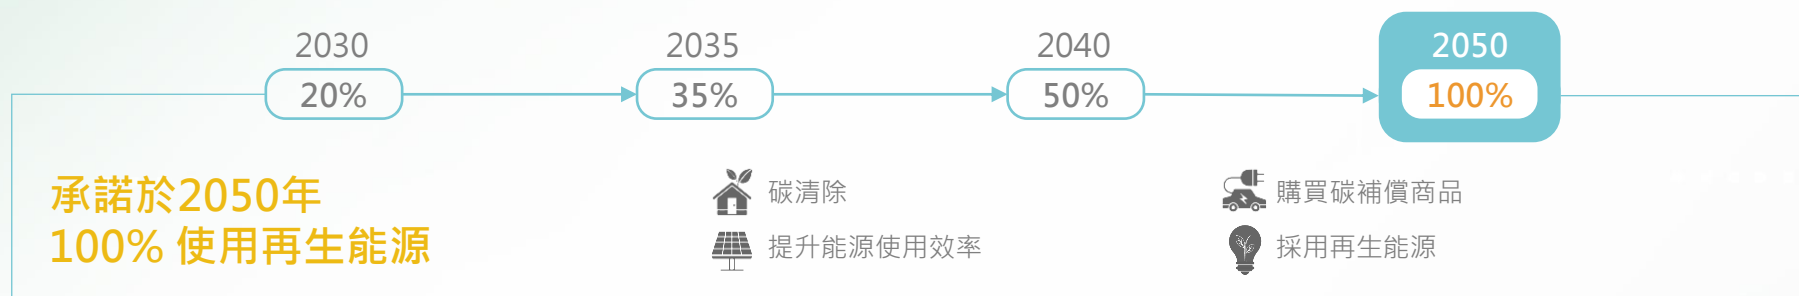 2030
2035
2040
2050
20%
35%
50%
100%
承諾於2050年
100% 使用再生能源
碳清除
購買碳補償商品
提升能源使用效率
採用再生能源